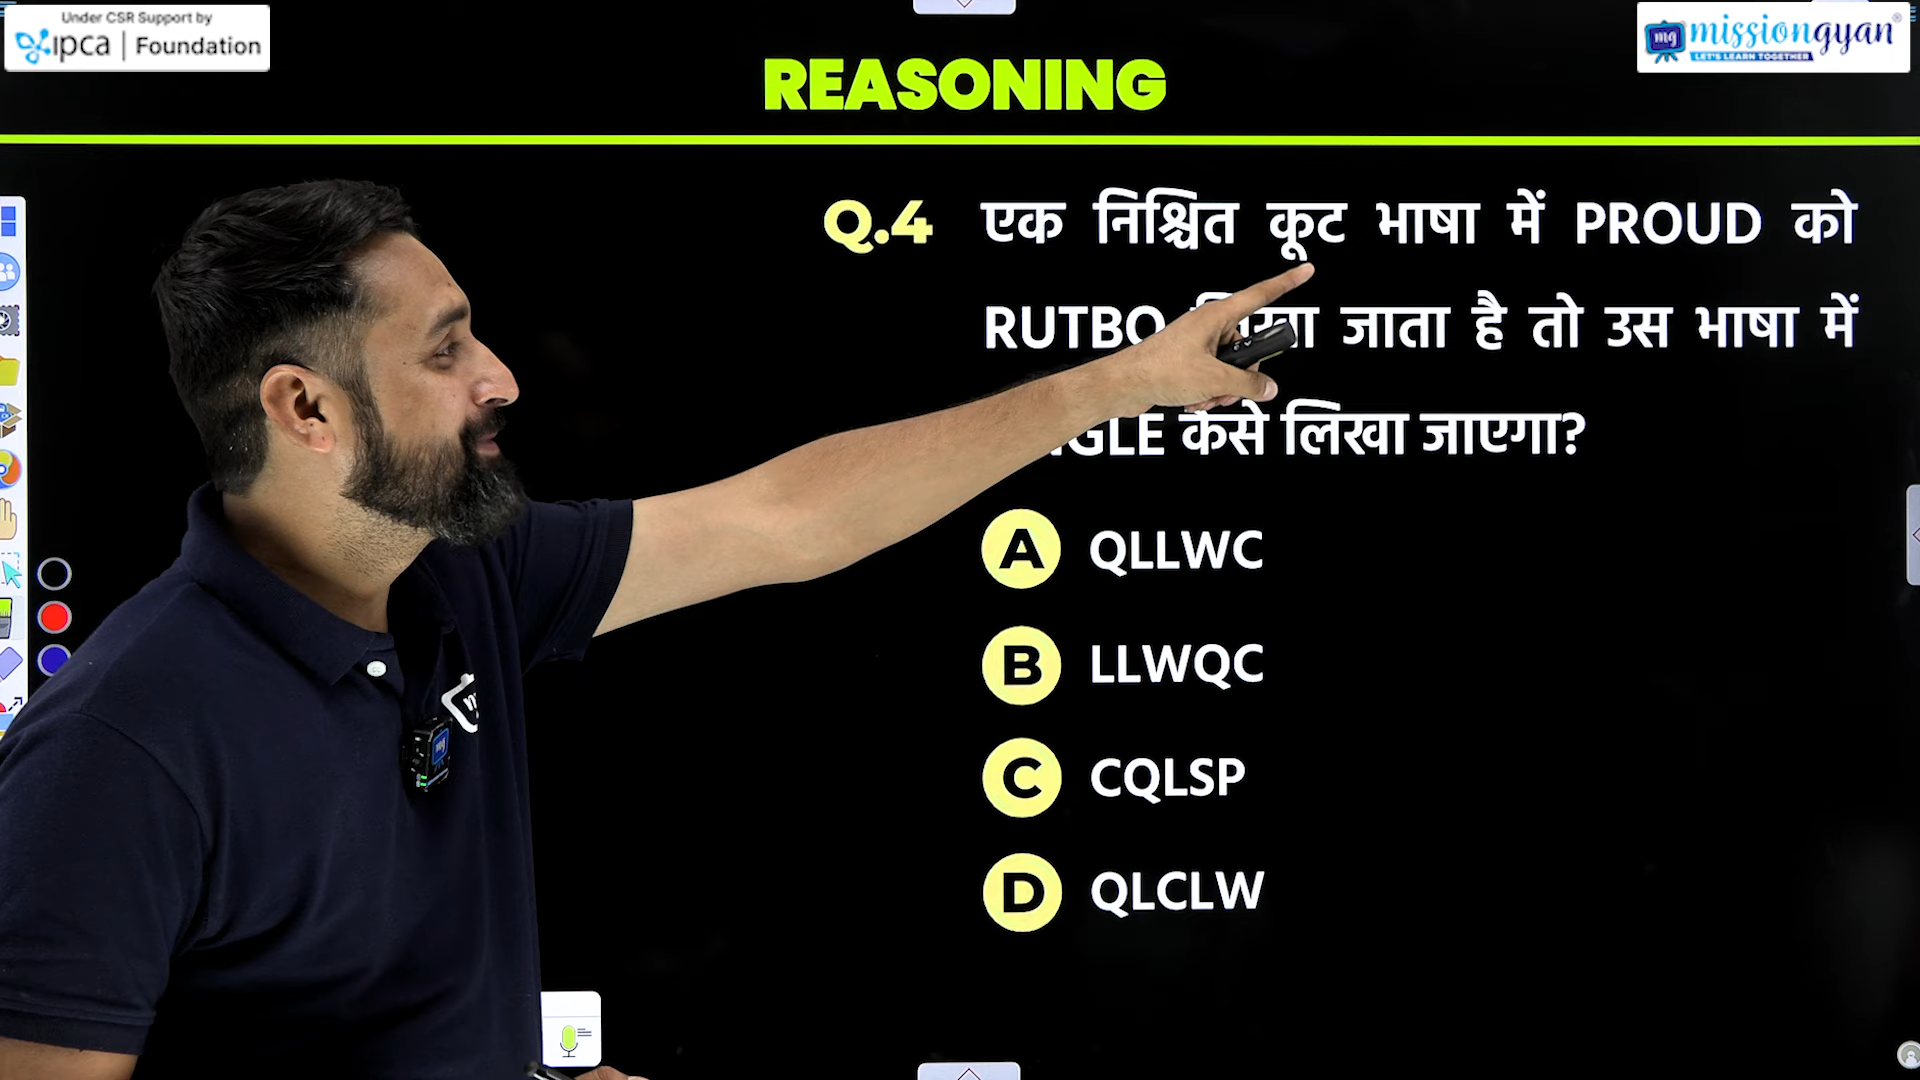 Under CSR Support by
ipca | Foundation
mg missiongyan®
LET'S LEARN TOGETHER
REASONING
Q.4 एक निश्चित कूट भाषा में PROUD को
RUTBO जाता है तो उस भाषा में
कैसे लिखा जाएगा?
A QLLWC
B LLWQC
C CQLSP
D QLCLW